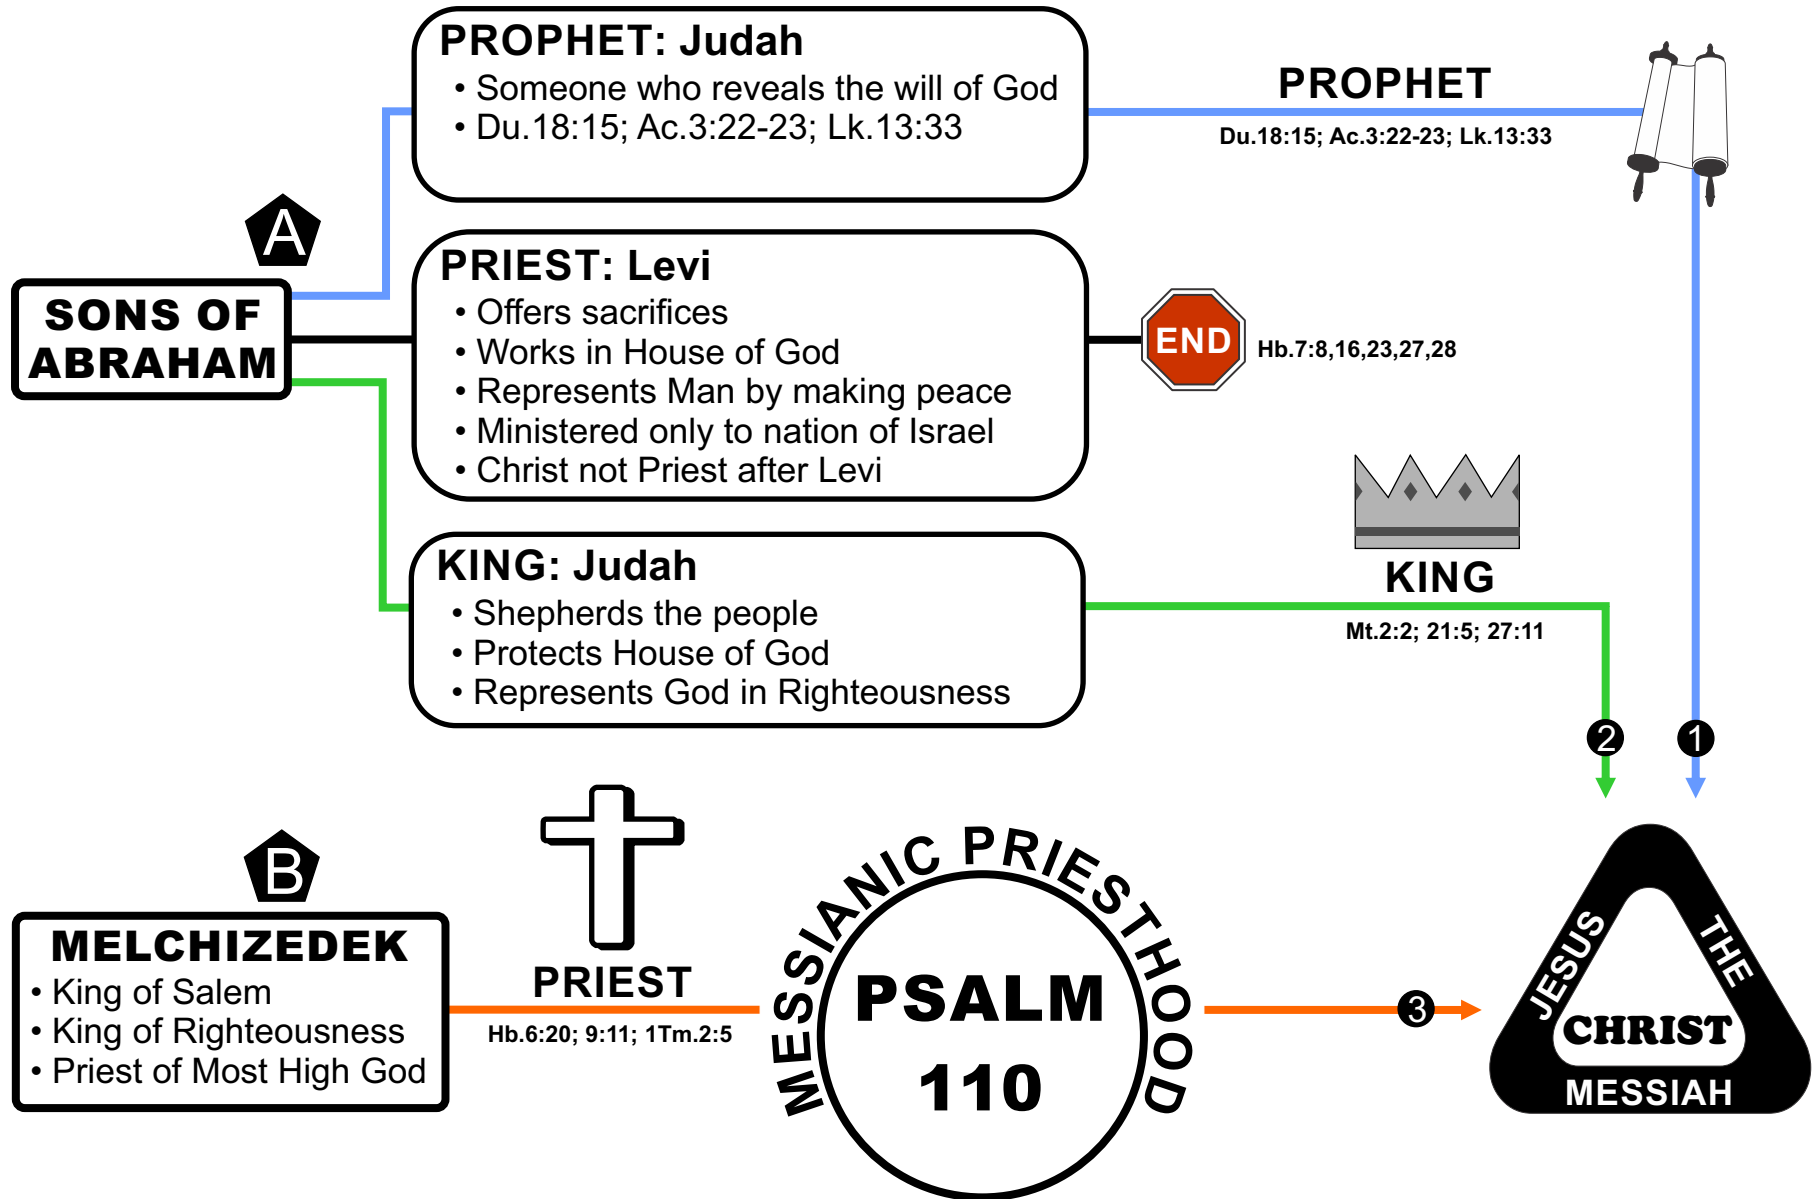 PROPHET: Judah
• Someone who reveals the will of God
• Du.18:15; Ac.3:22-23; Lk.13:33
PROPHET
Du.18:15; Ac.3:22-23; Lk.13:33
A
SONS OF
ABRAHAM
PRIEST: Levi
• Offers sacrifices
• Works in House of God
• Represents Man by making peace
• Ministered only to nation of Israel
• Christ not Priest after Levi
END
Hb.7:8,16,23,27,28
KING: Judah
• Shepherds the people
• Protects House of God
• Represents God in Righteousness
KING
Mt.2:2; 21:5; 27:11
2
1
B
MELCHIZEDEK
• King of Salem
• King of Righteousness
• Priest of Most High God
PRIEST
Hb.6:20; 9:11; 1Tm.2:5
MESSIANIC PRIESTHOOD
PSALM
110
3
JESUS
THE
CHRIST
MESSIAH